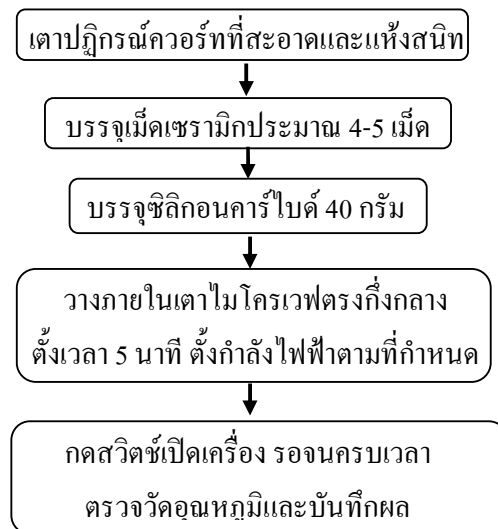 เตาปฏิกรณ์ควอร์ทที่สะอาดและแห้งสนิท
บรรจุเม็ดเซรามิกประมาณ 4-5 เม็ด
บรรจุซิลิกอนคาร์ไบด์ 40 กรัม
วางภายในเตาไมโครเวฟตรงกึ่งกลาง
ตั้งเวลา 5 นาที ตั้งกำลังไฟฟ้าตามที่กำหนด
กดสวิตช์เปิดเครื่อง รอจนครบเวลา
ตรวจวัดอุณหภูมิและบันทึกผล